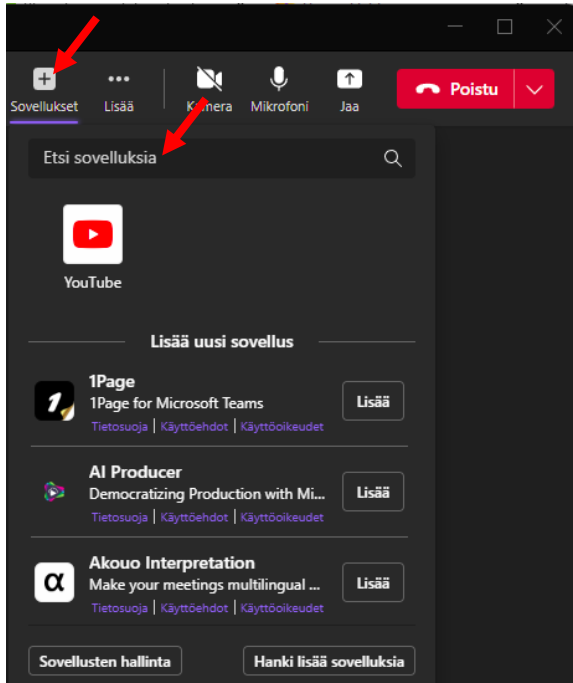 Sovellukset Lisää Kamera Mikrofoni Jaa Poistu
Etsi sovelluksia
YouTube
Lisää uusi sovellus
1Page
1Page for Microsoft Teams
Lisää
Tietosuoja | Käyttöehdot | Käyttöoikeudet
AI Producer
Democratizing Production with Mi...
Lisää
Tietosuoja | Käyttöehdot | Käyttöoikeudet
Akouo Interpretation
Make your meetings multilingual ...
Lisää
Tietosuoja | Käyttöehdot | Käyttöoikeudet
Sovellusten hallinta Hanki lisää sovelluksia